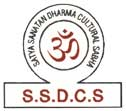 SATYA SANATAN DHARMA CULTURAL SABHA
ॐ
S.S.D.C.S